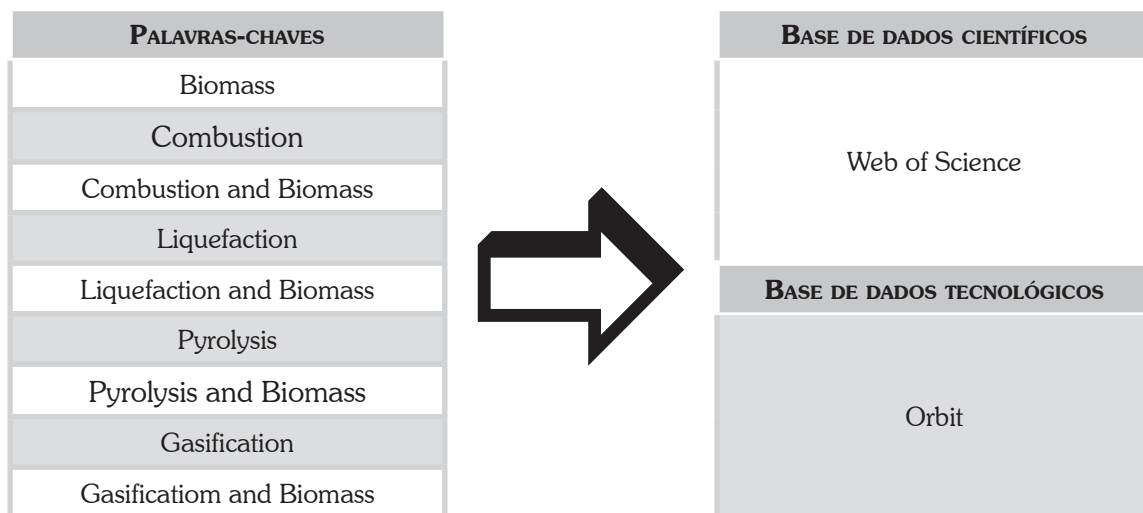 PALAVRAS-CHAVES
Biomass
Combustion
Combustion and Biomass
Liquefaction
Liquefaction and Biomass
Pyrolysis
Pyrolysis and Biomass
Gasification
Gasificatiom and Biomass
BASE DE DADOS CIENTÍFICOS
Web of Science
BASE DE DADOS TECNOLÓGICOS
Orbit